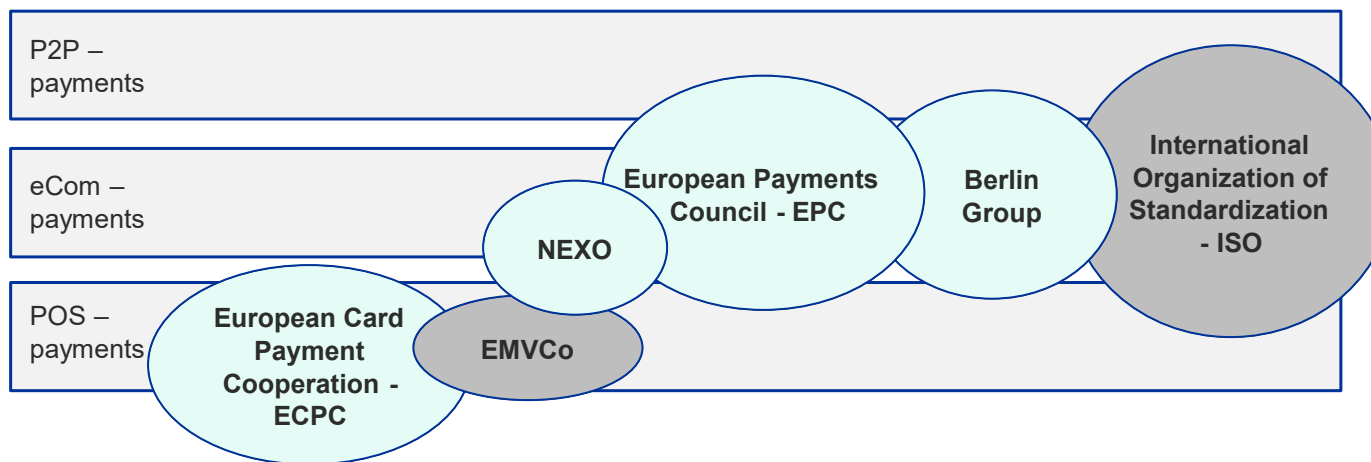 P2P –
payments
eCom –
payments
POS –
payments
European Card
Payment
Cooperation -
ECPC
EMVCo
NEXO
European Payments
Council - EPC
Berlin
Group
International
Organization of
Standardization
- ISO